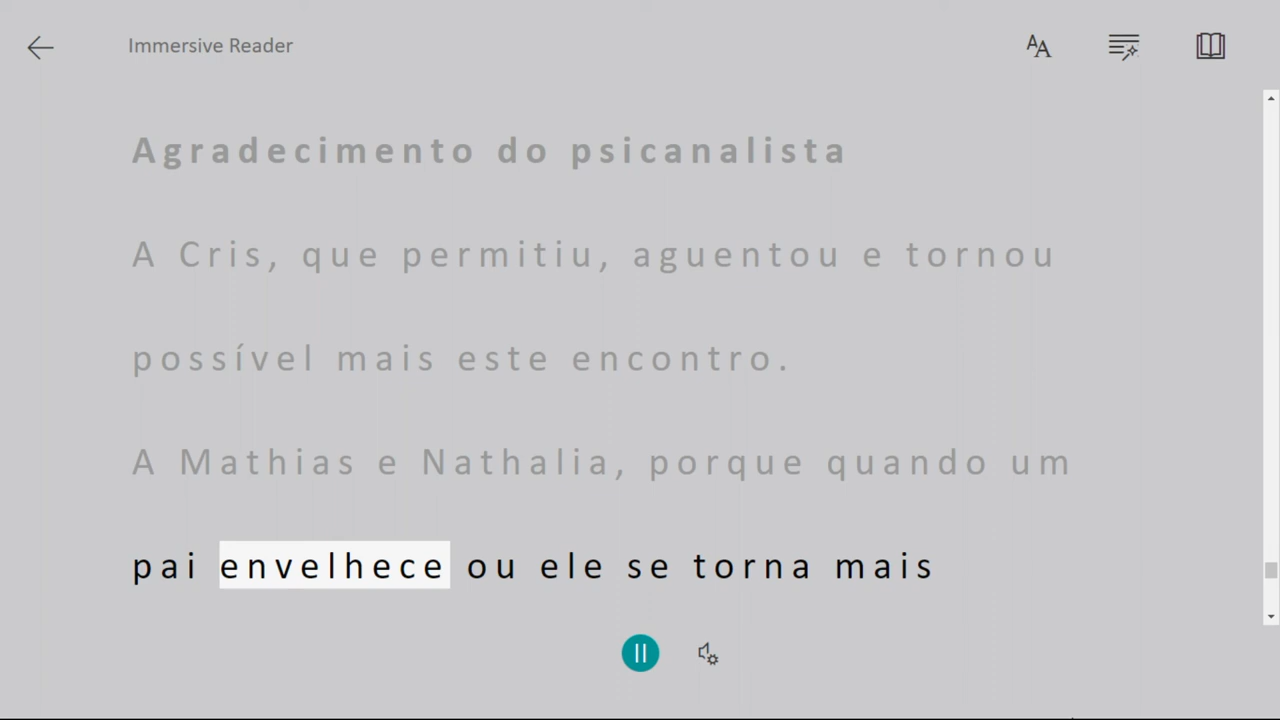 Immersive Reader
Agradecimento do psicanalista
A Cris, que permitiu, aguentou e tornou
possível mais este encontro.
A Mathias e Nathalia, porque quando um
pai envelhece ou ele se torna mais